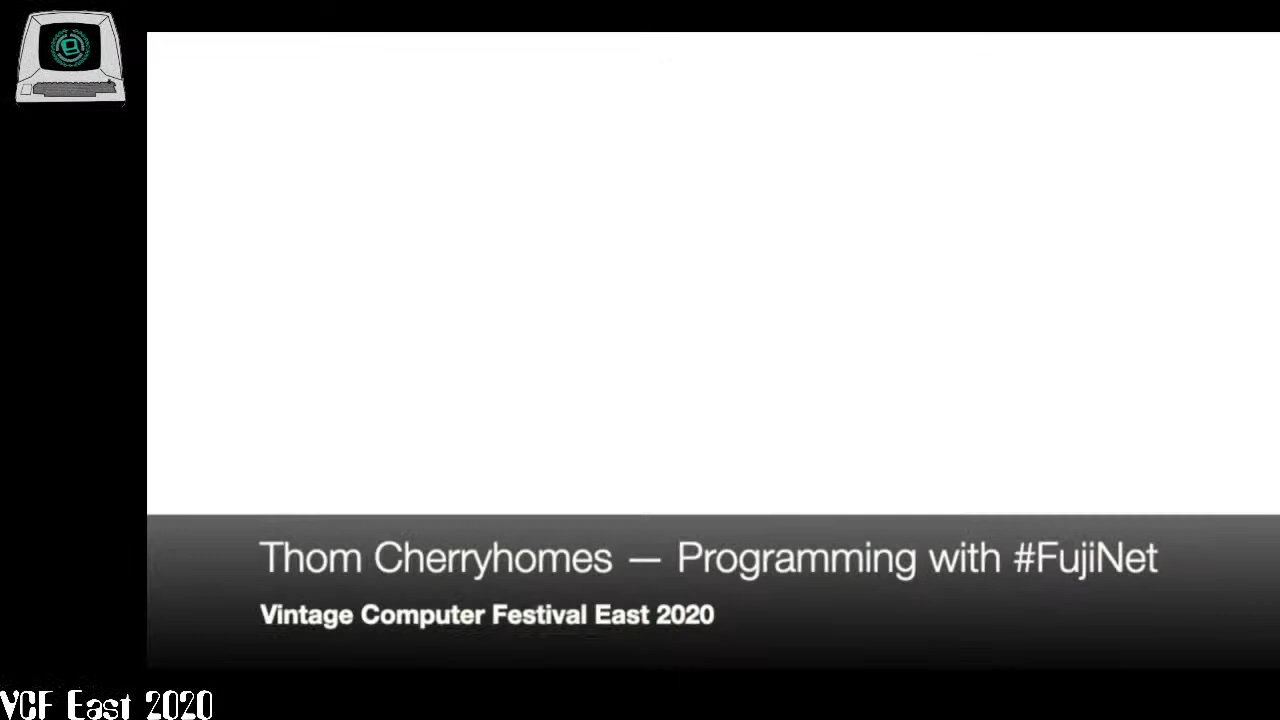 Thom Cherryhomes — Programming with #FujiNet
Vintage Computer Festival East 2020
VCF East 2020